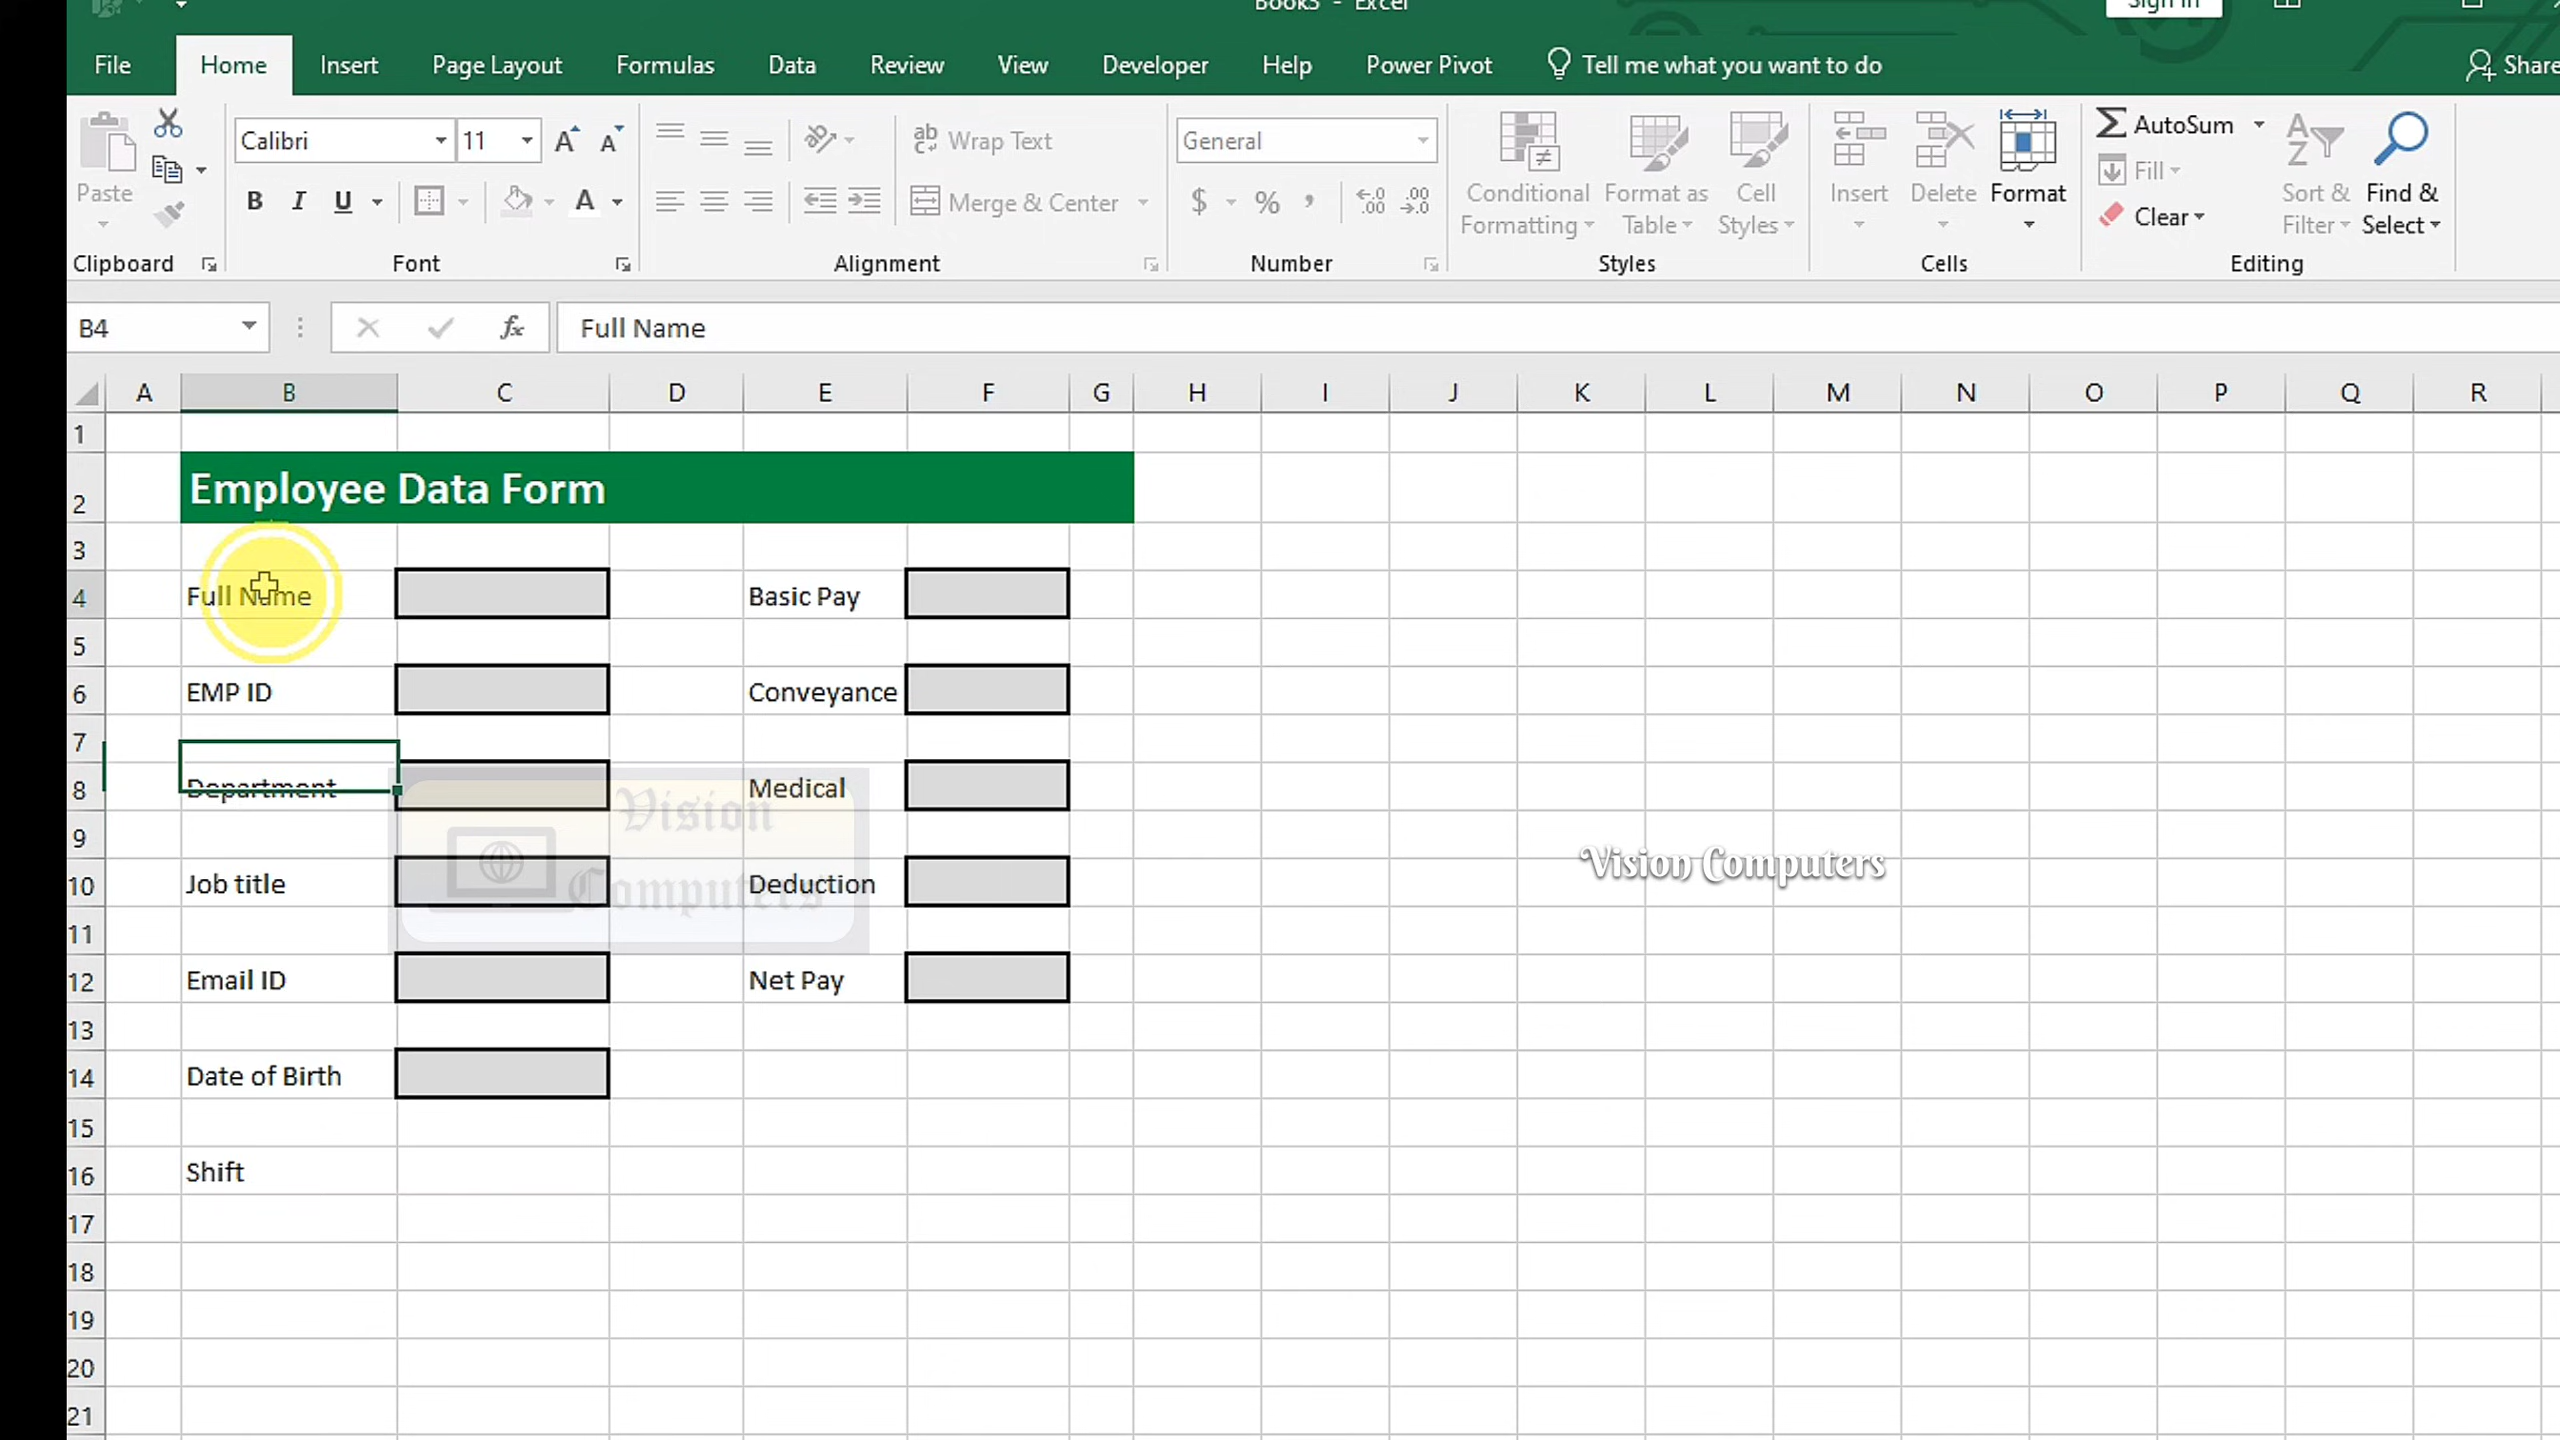 Book5 - Excel
Sign in
File Home Insert Page Layout Formulas Data Review View Developer Help Power Pivot Tell me what you want to do Share
Calibri 11 Wrap Text General AutoSum
Paste Conditional Formatting Format as Table Cell Styles Insert Delete Format Fill Sort & Filter Find & Select
B I U Merge & Center $ % Clear
Clipboard Font Alignment Number Styles Cells Editing
B4 fx Full Name
A B C D E F G H I J K L M N O P Q R
1
2 Employee Data Form
3
4 Full Name Basic Pay
5
6 EMP ID Conveyance
7
8 Department Medical
Vision
9
10 Job title Deduction
Computers
Vision Computers
11
12 Email ID Net Pay
13
14 Date of Birth
15
16 Shift
17
18
19
20
21